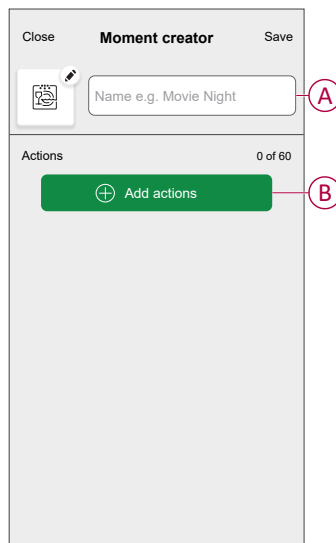 Close Moment creator Save
Name e.g. Movie Night
A
Actions 0 of 60
Add actions
B